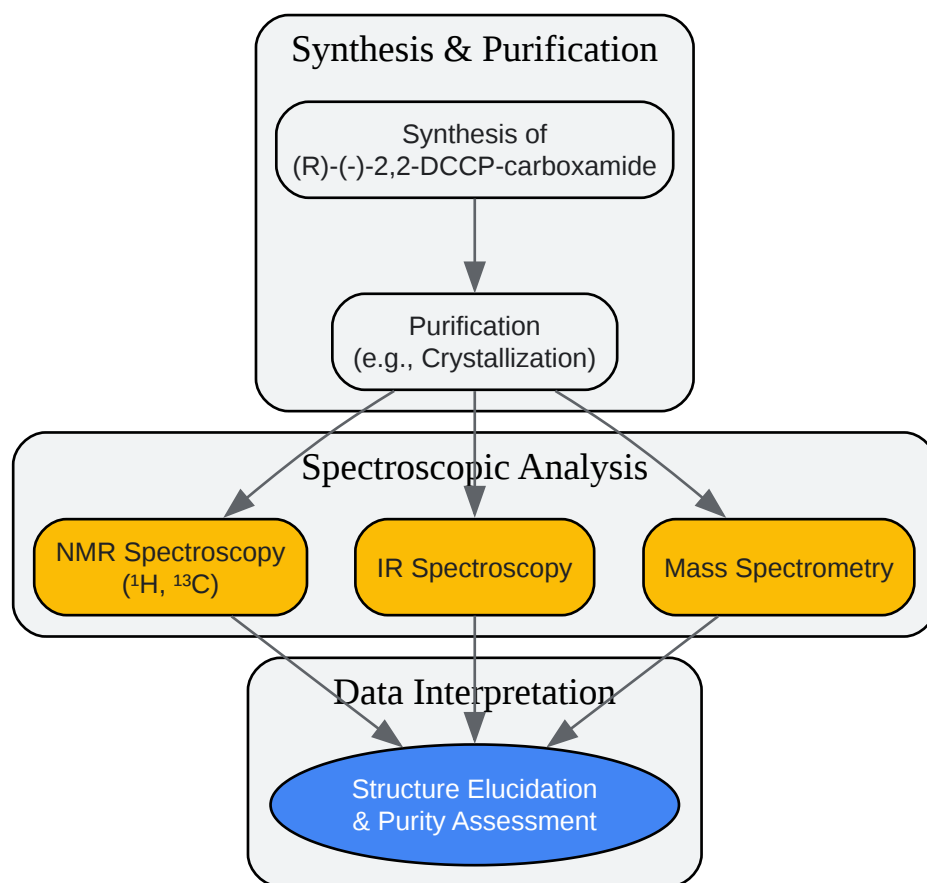 Synthesis & Purification
Synthesis of
(R)-(-)-2,2-DCCP-carboxamide
Purification
(e.g., Crystallization)
Spectroscopic Analysis
NMR Spectroscopy
(¹H, ¹³C)
IR Spectroscopy
Mass Spectrometry
Data Interpretation
Structure Elucidation
& Purity Assessment